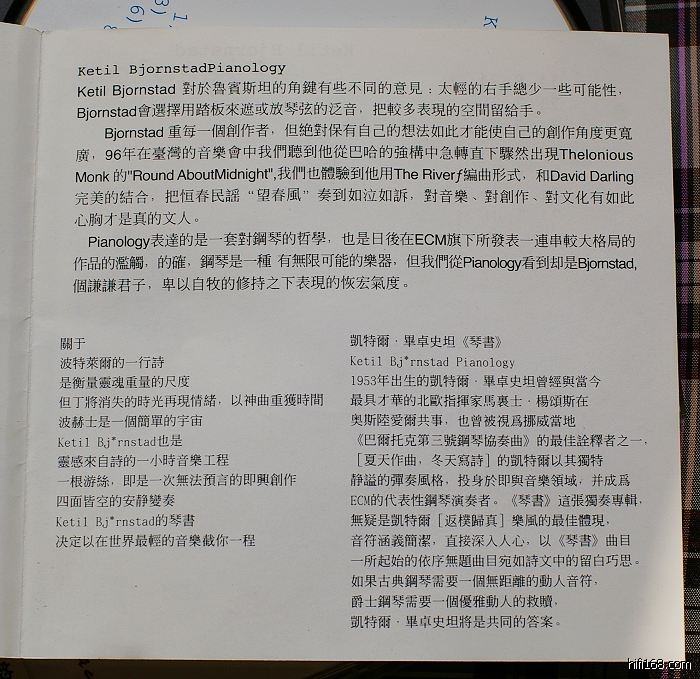 Ketil BjornstadPianology
Ketil Bjornstad 對於魯賓斯坦的角鍵有些不同的意見：太輕的右手總少一些可能性，
Bjornstad會選擇用踏板來遮或放琴弦的泛音，把較多表現的空間留給手。
Bjornstad 重每一個創作者，但絕對保有自己的想法如此才能使自己的創作角度更寬
廣，96年在臺灣的音樂會中我們聽到他從巴哈的強構中急轉直下驟然出現Thelonious
Monk 的"Round AboutMidnight",我們也體驗到他用The Riverƒ編曲形式，和David Darling
完美的結合，把恒春民謠“望春風”奏到如泣如訴，對音樂、對創作、對文化有如此
心胸才是真的文人。
Pianology表達的是一套對鋼琴的哲學，也是日後在ECM旗下所發表一連串較大格局的
作品的濫觴，的確，鋼琴是一種 有無限可能的樂器，但我們從Pianology看到却是Bjornstad,
個謙謙君子，卑以自牧的修持之下表現的恢宏氣度。
關于
波特萊爾的一行詩
是衡量靈魂重量的尺度
但丁將消失的時光再現情緒，以神曲重獲時間
波赫士是一個簡單的宇宙
Ketil Bj*rnstad也是
靈感來自詩的一小時音樂工程
一根游絲，即是一次無法預言的即興創作
四面皆空的安静變奏
Ketil Bj*rnstad的琴書
决定以在世界最輕的音樂載你一程
凱特爾．畢卓史坦《琴書》
Ketil Bj*rnstad Pianology
1953年出生的凱特爾．畢卓史坦曾經與當今
最具才華的北歐指揮家馬裏士．楊頌斯在
奥斯陸愛爾共事，也曾被視爲挪威當地
《巴爾托克第三號鋼琴協奏曲》的最佳詮釋者之一，
［夏天作曲，冬天寫詩］的凱特爾以其獨特
静謐的彈奏風格，投身於即與音樂領域，并成爲
ECM的代表性鋼琴演奏者。《琴書》這張獨奏專輯，
無疑是凱特爾［返樸歸真］樂風的最佳體現，
音符涵義簡潔，直接深人人心，以《琴書》曲目
一所起始的依序無題曲目宛如詩文中的留白巧思。
如果古典鋼琴需要一個無距離的動人音符，
爵士鋼琴需要一個優雅動人的救贖，
凱特爾．畢卓史坦將是共同的答案。
hifi168.com